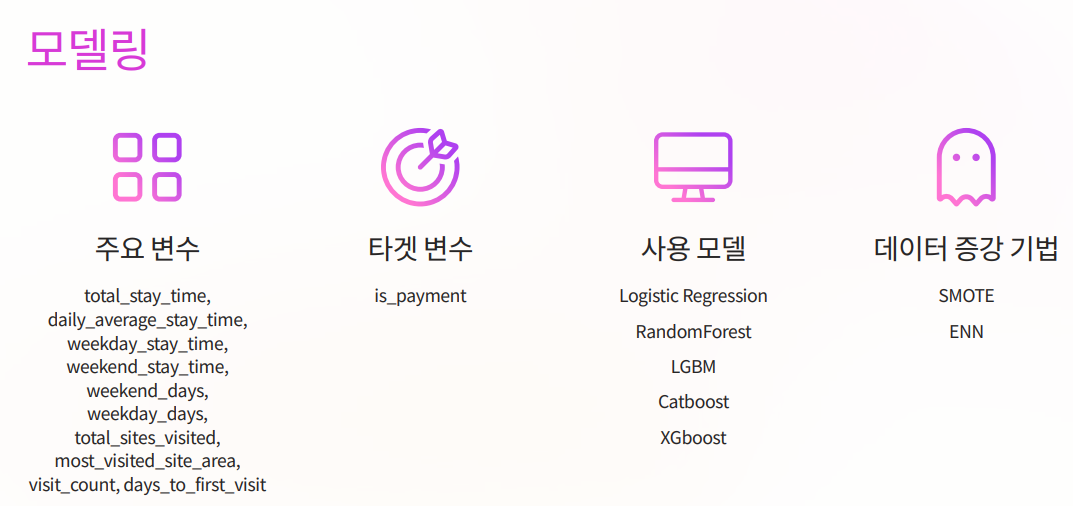 모델링
주요 변수
total_stay_time,
daily_average_stay_time,
weekday_stay_time,
weekend_stay_time,
weekend_days,
weekday_days,
total_sites_visited,
most_visited_site_area,
visit_count, days_to_first_visit
타겟 변수
is_payment
사용 모델
Logistic Regression
RandomForest
LGBM
Catboost
XGboost
데이터 증강 기법
SMOTE
ENN